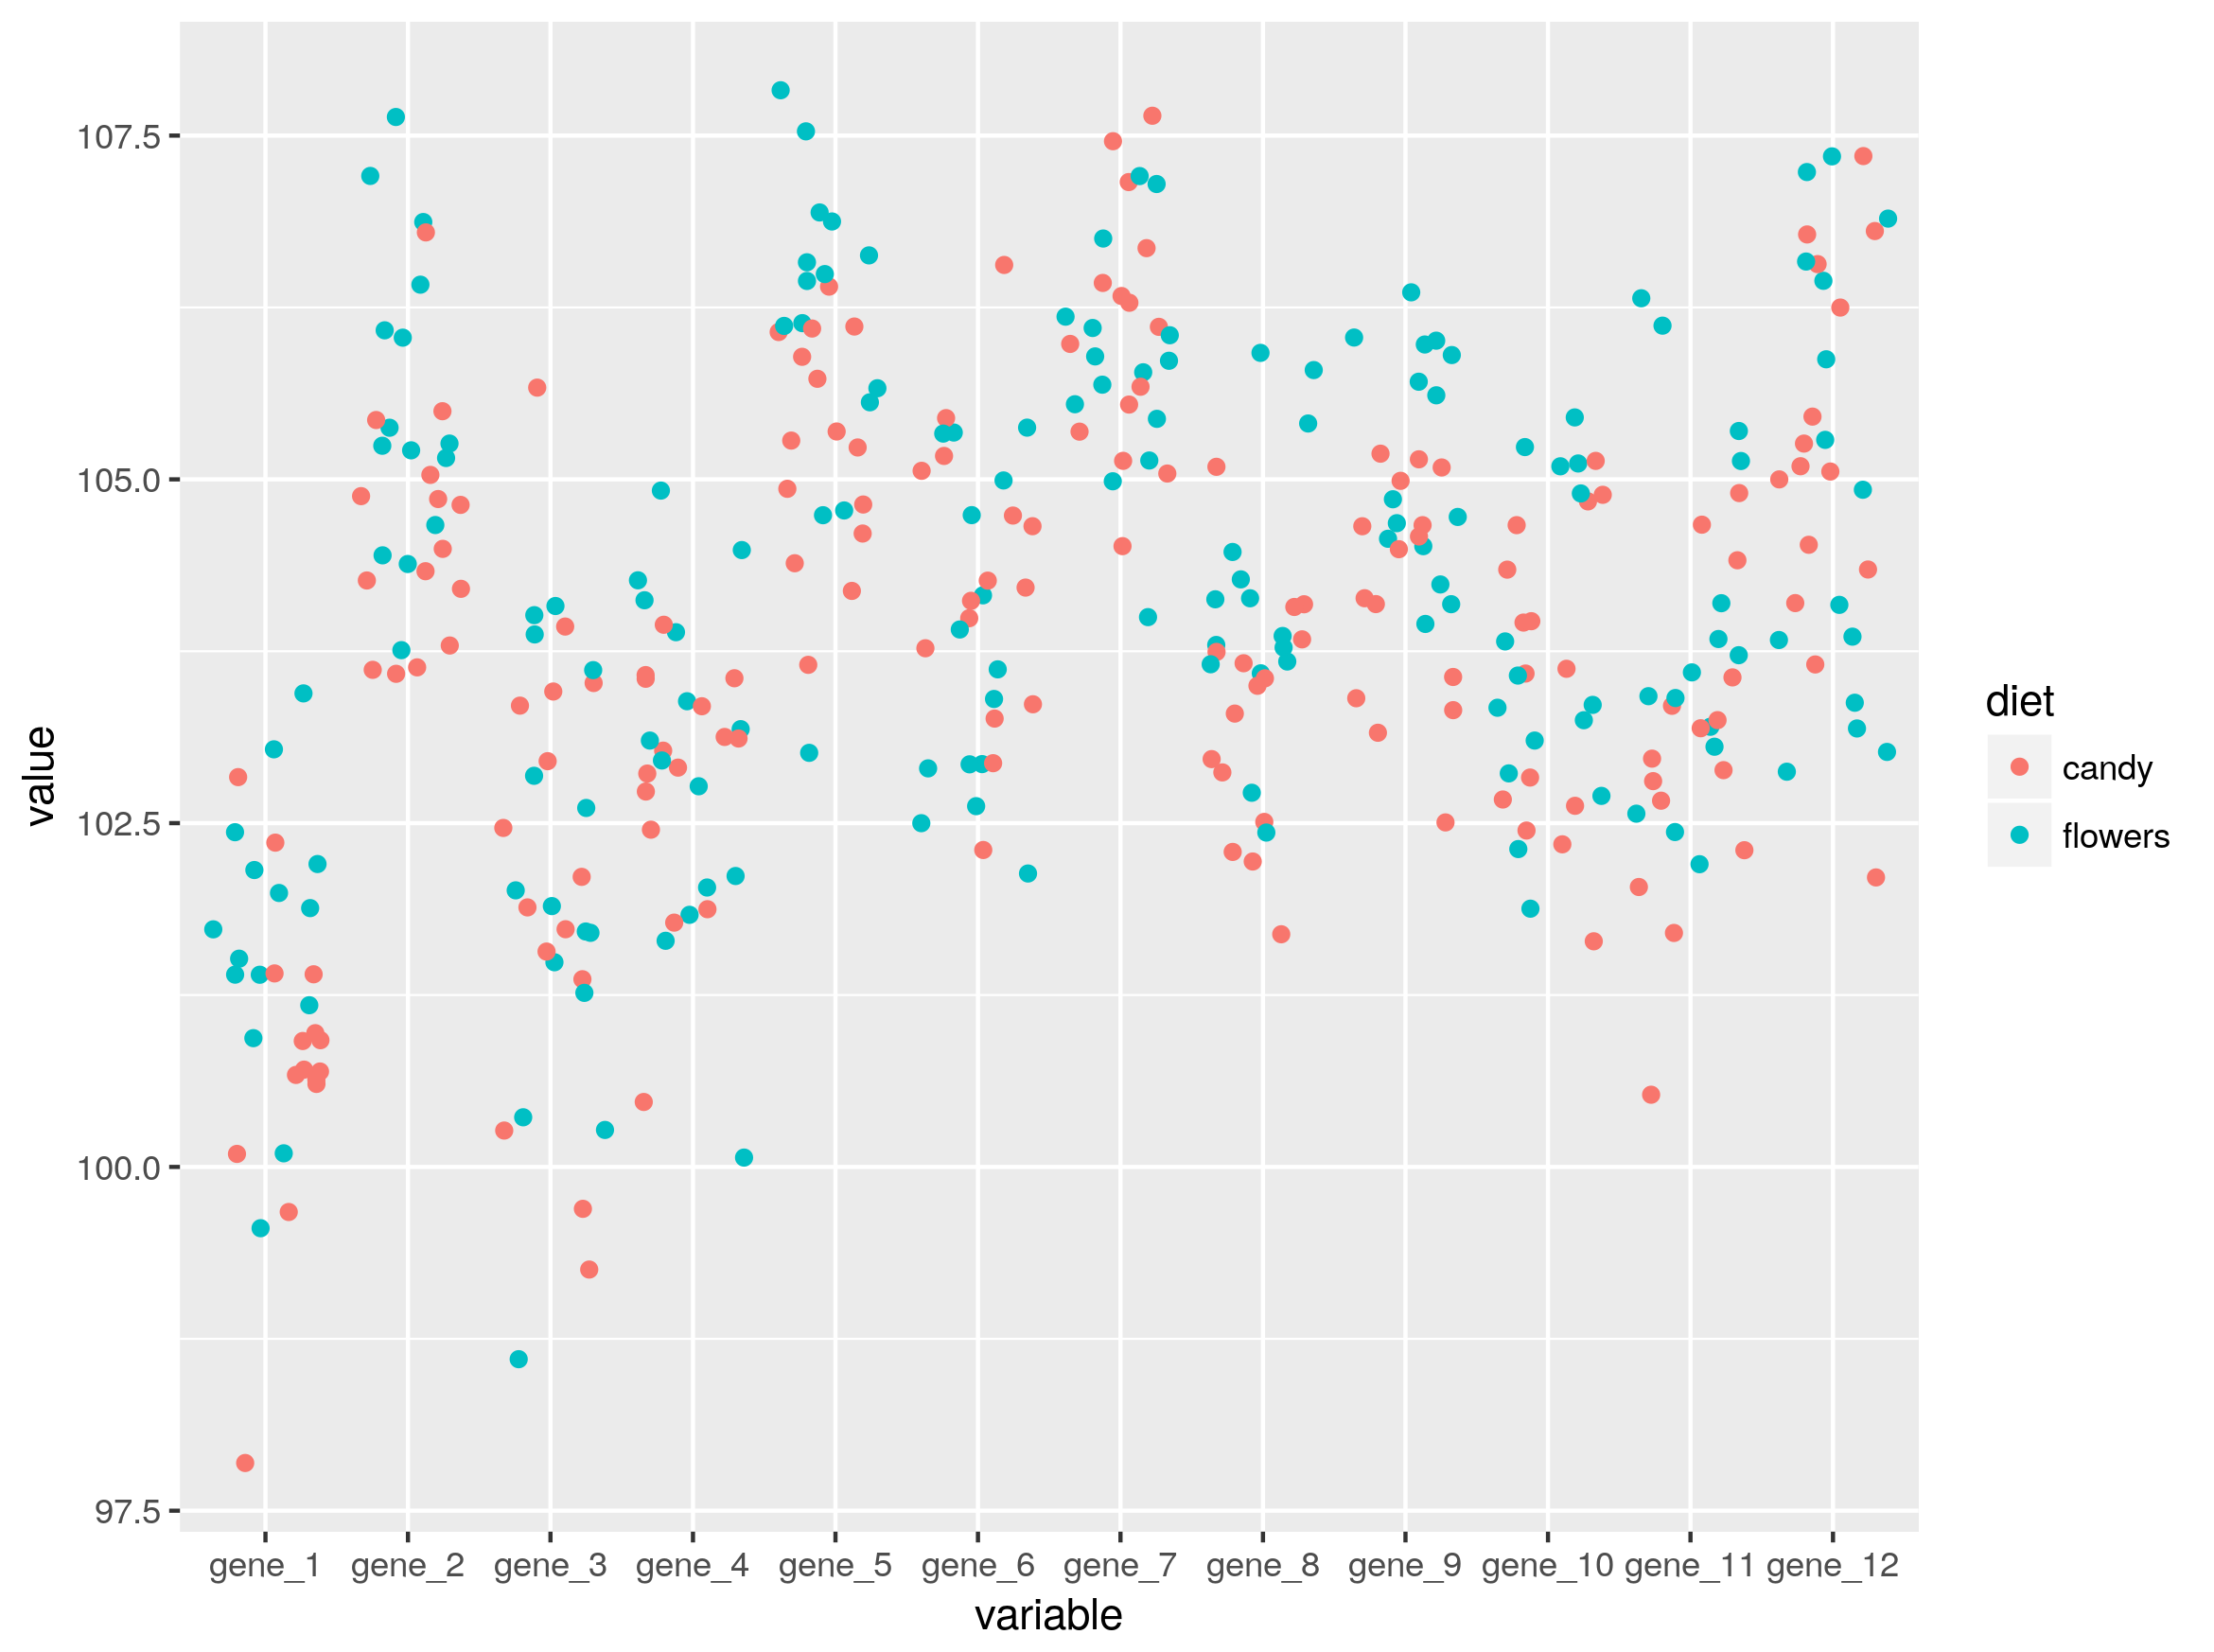 107.5
105.0
102.5
100.0
97.5
value
gene_1 gene_2 gene_3 gene_4 gene_5 gene_6 gene_7 gene_8 gene_9 gene_10 gene_11 gene_12
variable
diet
candy
flowers